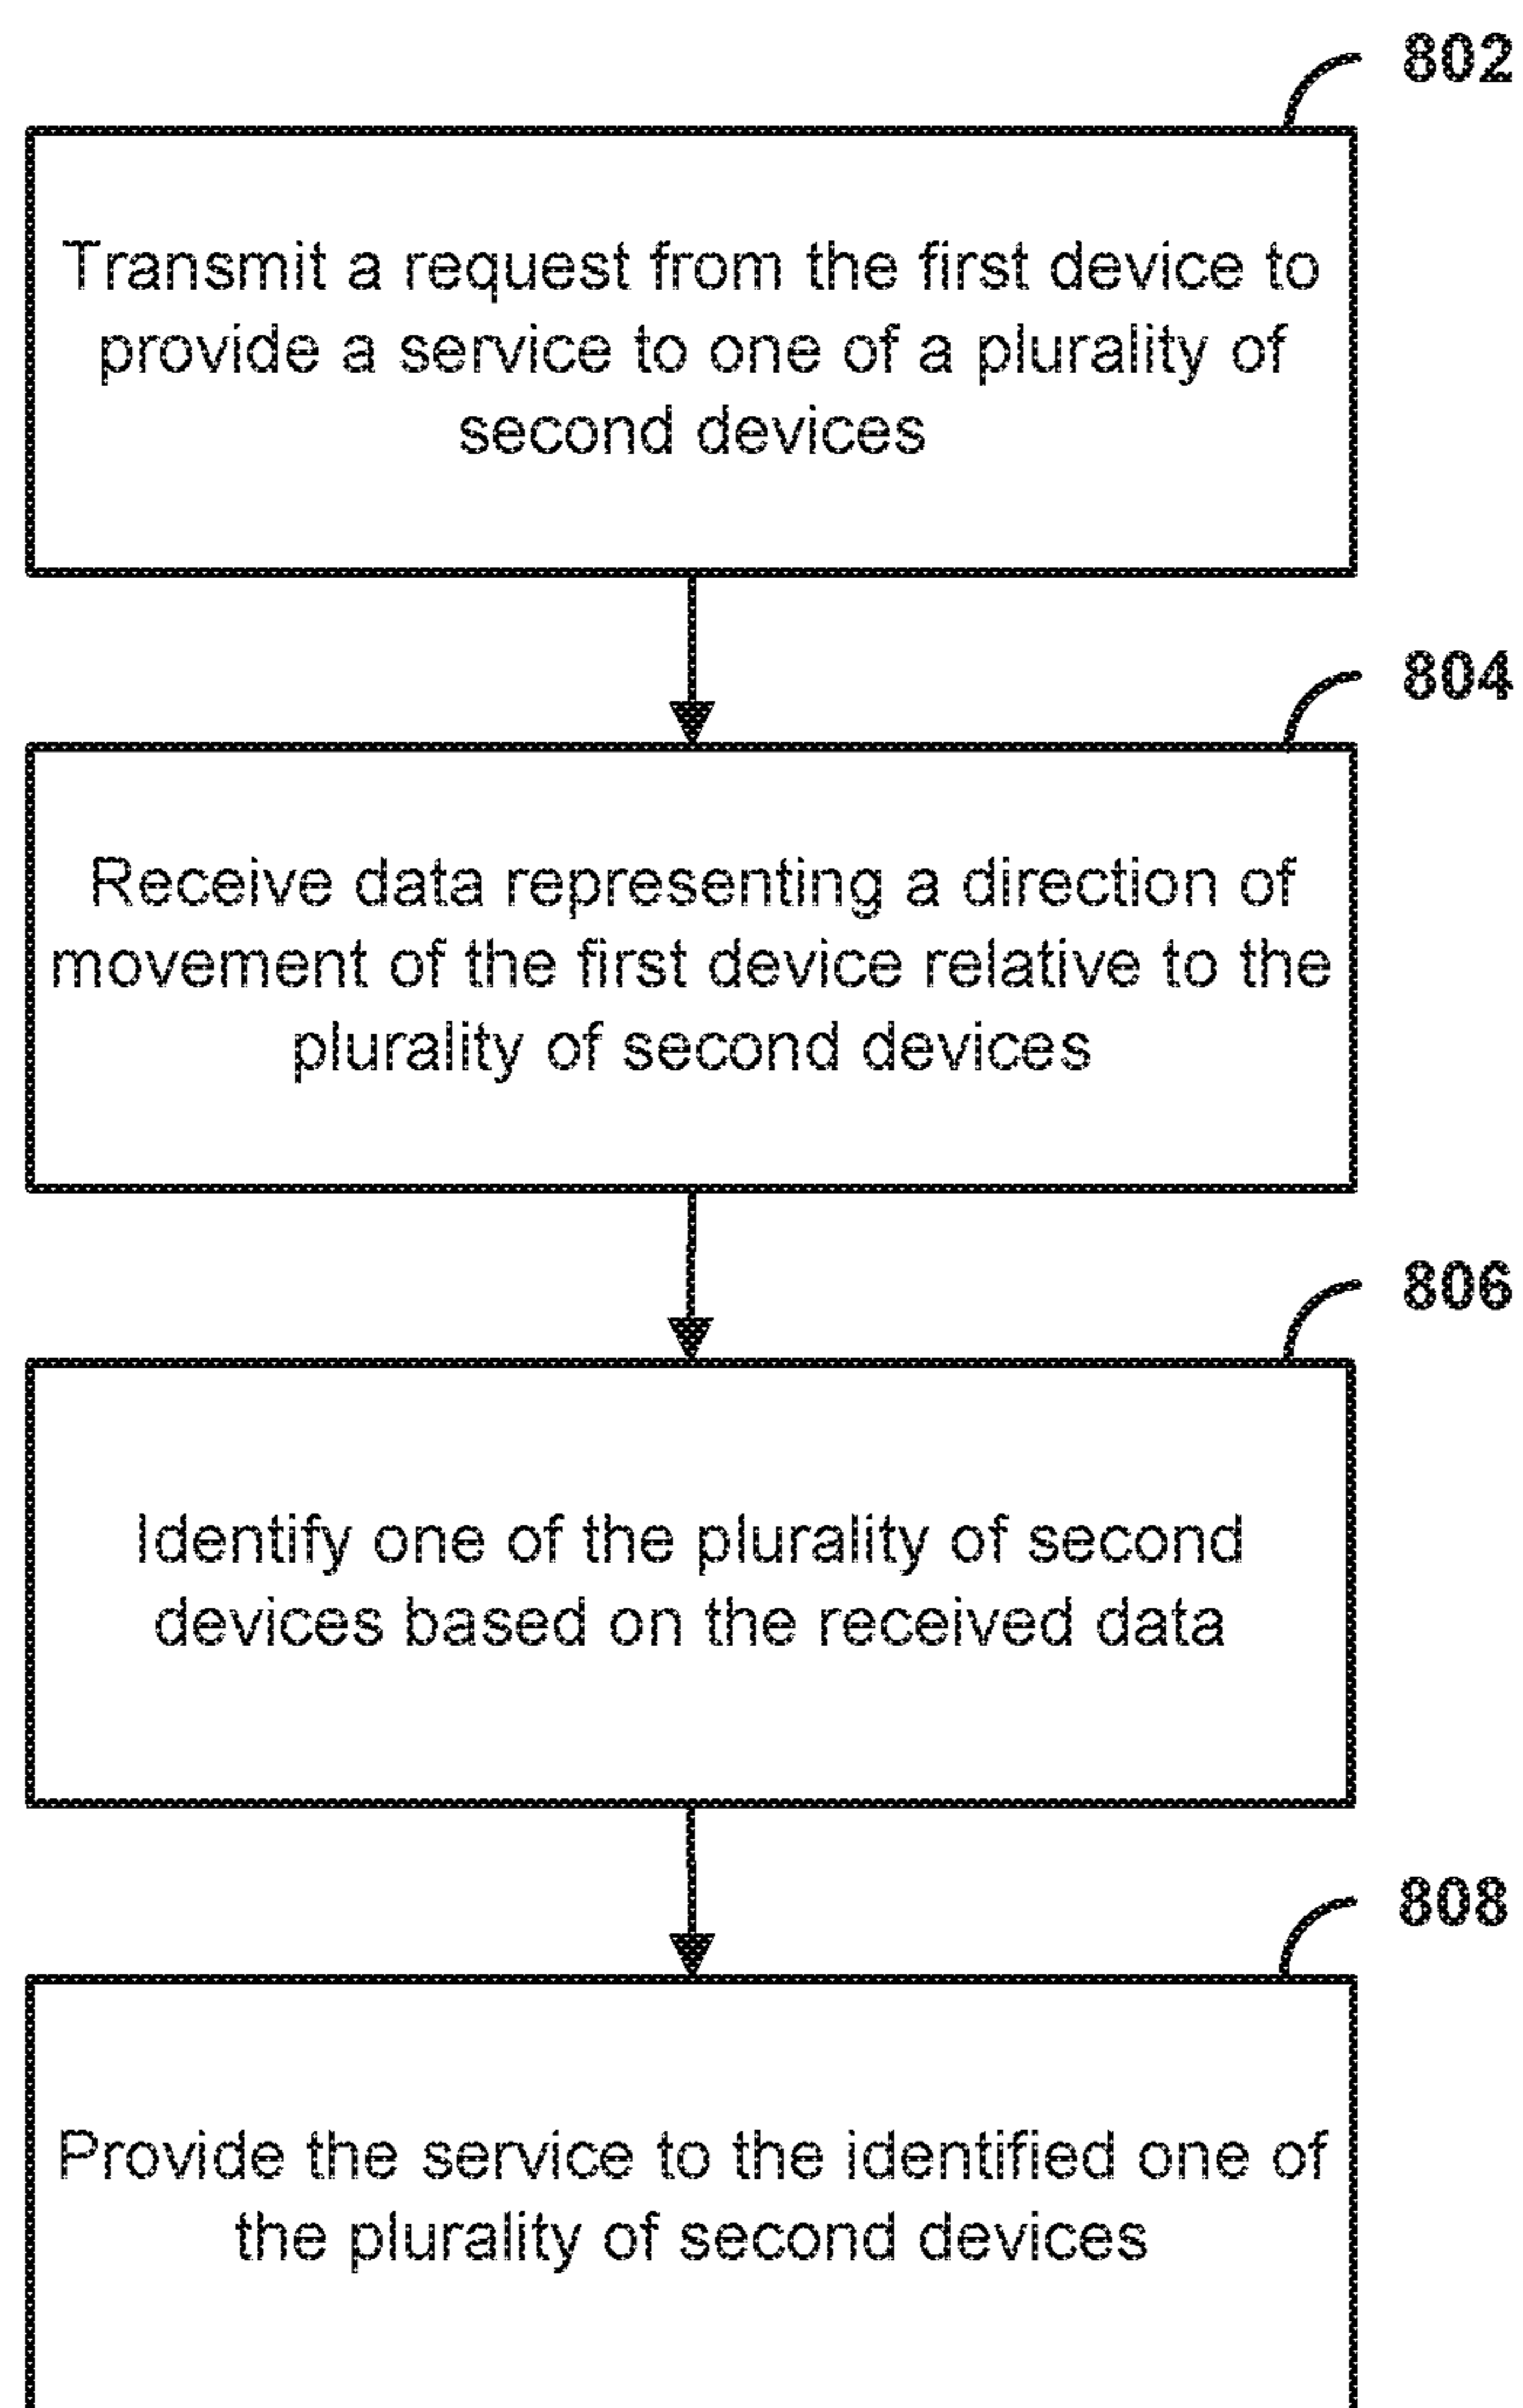 802
Transmit a request from the first device to
provide a service to one of a plurality of
second devices
804
Receive data representing a direction of
movement of the first device relative to the
plurality of second devices
806
Identify one of the plurality of second
devices based on the received data
808
Provide the service to the identified one of
the plurality of second devices